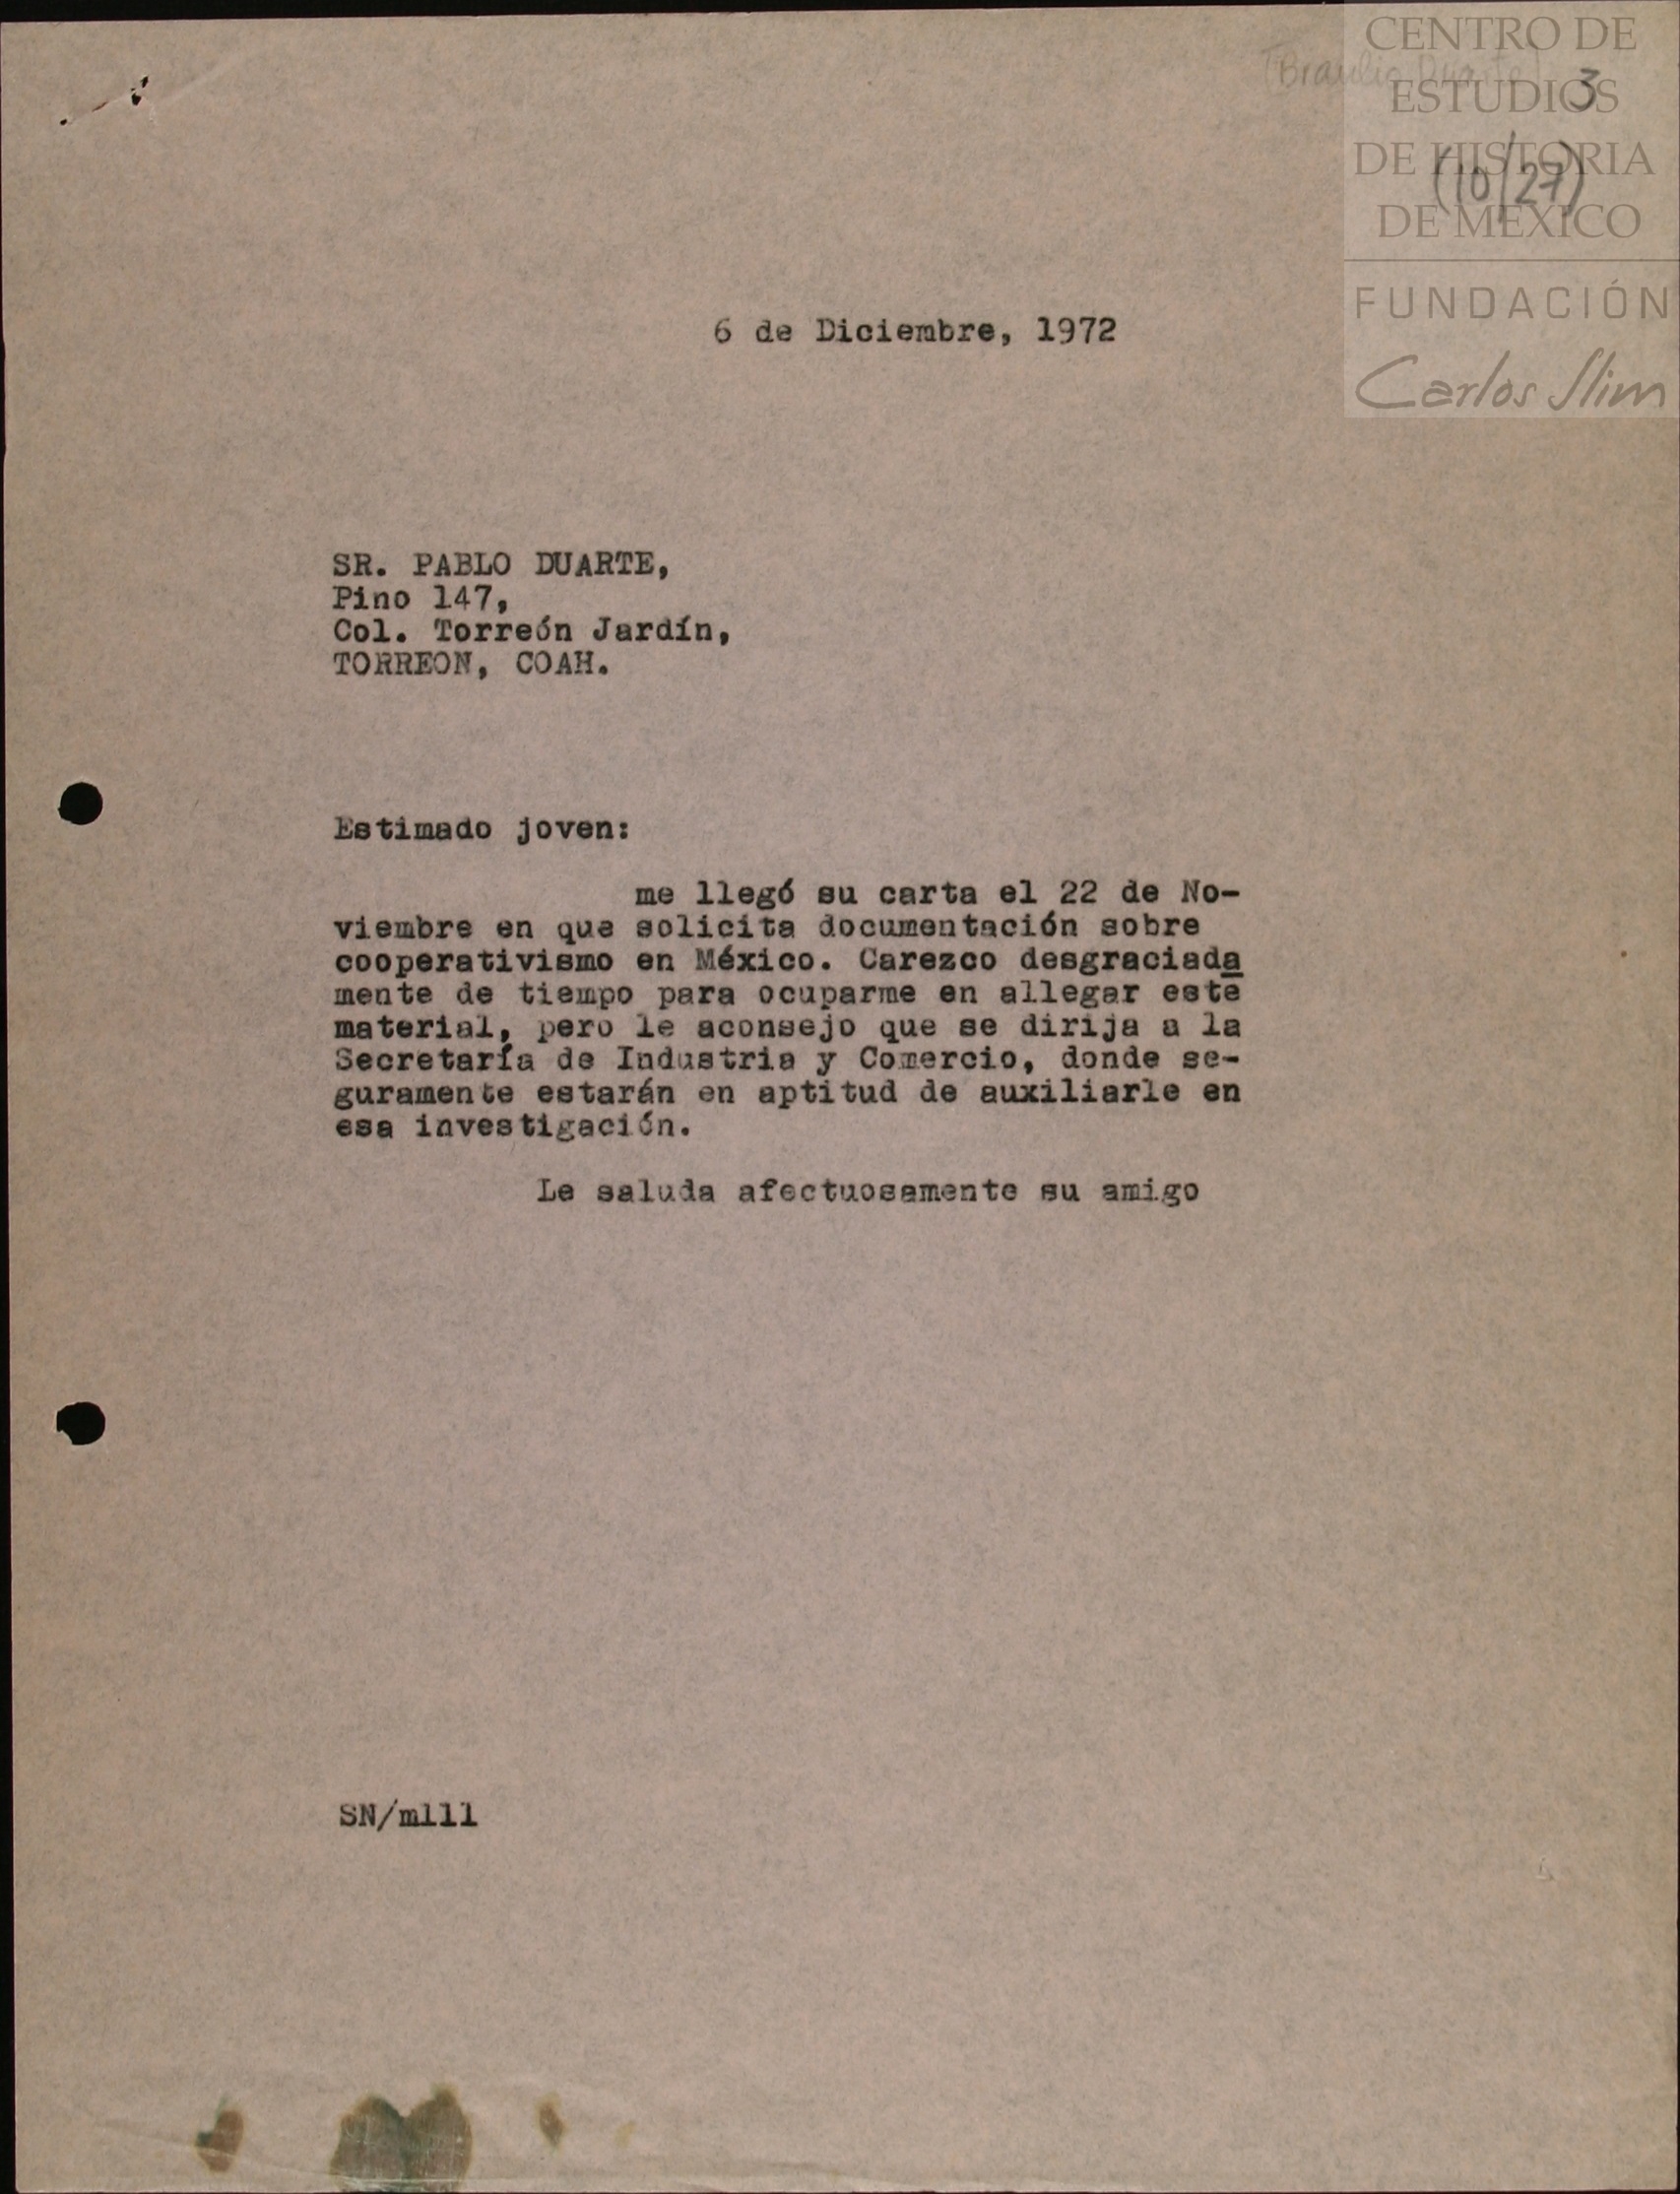 CENTRO DE
ESTUDIOS
DE HISTORIA
DE MÉXICO
FUNDACIÓN
Carlos Slim
3
(10/27)
6 de Diciembre, 1972
SR. PABLO DUARTE,
Pino 147,
Col. Torreón Jardín,
TORREON, COAH.
Estimado joven:
me llegó su carta el 22 de No-
viembre en que solicita documentación sobre
cooperativismo en México. Carezco desgraciada
mente de tiempo para ocuparme en allegar este
material, pero le aconsejo que se dirija a la
Secretaría de Industria y Comercio, donde se-
guramente estarán en aptitud de auxiliarle en
esa investigación.
Le saluda afectuosamente su amigo
SN/mlll